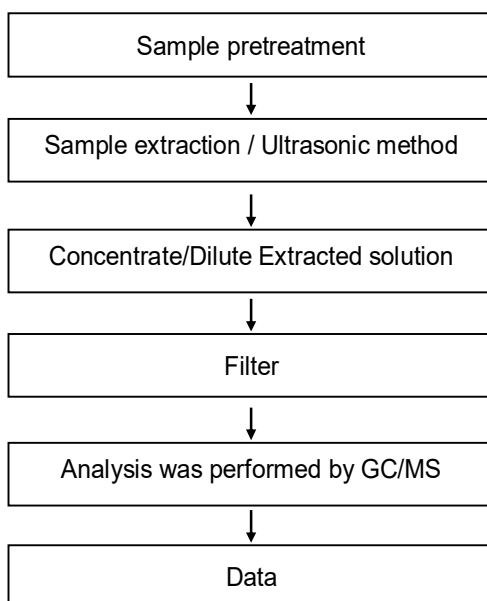 Sample pretreatment
Sample extraction / Ultrasonic method
Concentrate/Dilute Extracted solution
Filter
Analysis was performed by GC/MS
Data